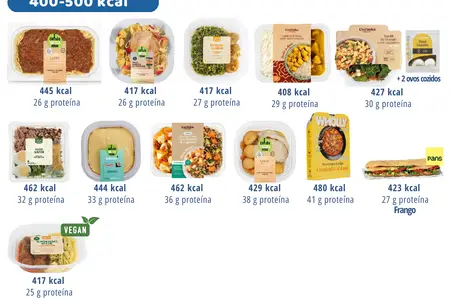 400-500 kcal
445 kcal
26 g proteína
417 kcal
26 g proteína
417 kcal
27 g proteína
408 kcal
29 g proteína
+ 2 ovos cozidos
427 kcal
30 g proteína
462 kcal
32 g proteína
444 kcal
33 g proteína
462 kcal
36 g proteína
429 kcal
38 g proteína
WHOLLY
480 kcal
41 g proteína
PANS
423 kcal
27 g proteína
Frango
VEGAN
417 kcal
25 g proteína